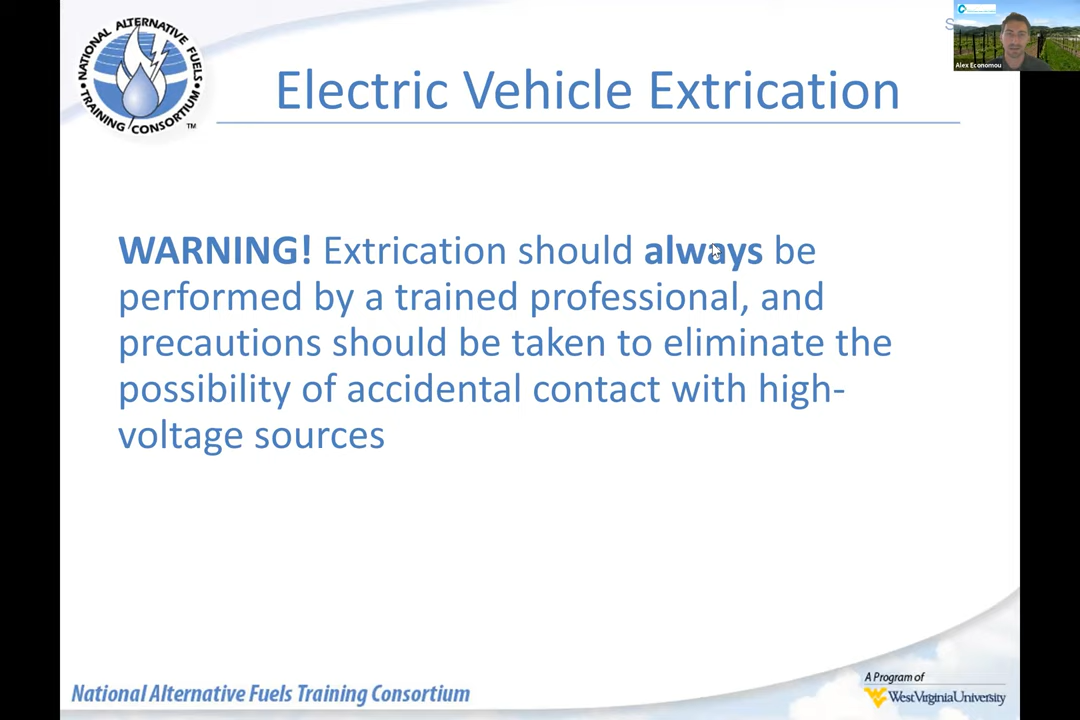 NATIONAL ALTERNATIVE FUELS
TRAINING CONSORTIUM
TM
Electric Vehicle Extrication
Alex Economou
WARNING! Extrication should always be
performed by a trained professional, and
precautions should be taken to eliminate the
possibility of accidental contact with high-
voltage sources
National Alternative Fuels Training Consortium
A Program of
WestVirginiaUniversity